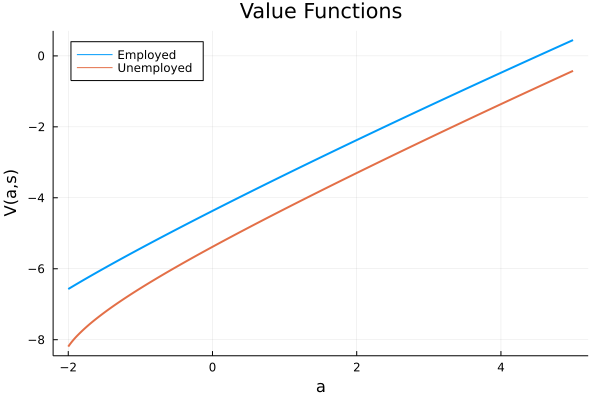 Value Functions
Employed
Unemployed
V(a,s)
0
−2
−4
−6
−8
−2 0 2 4
a